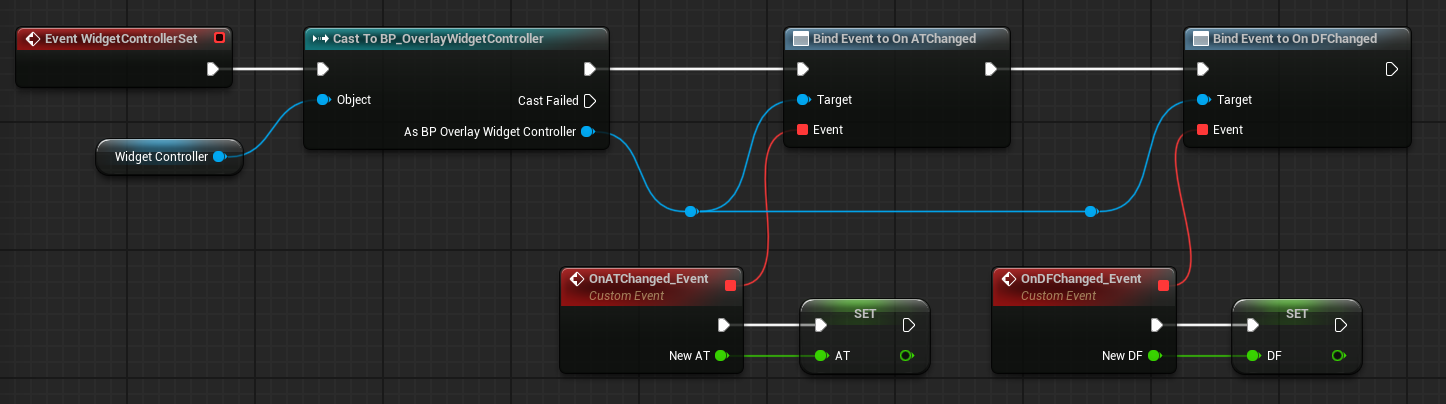 Event WidgetControllerSet
Cast To BP_OverlayWidgetController
Object
Cast Failed
As BP Overlay Widget Controller
Widget Controller
Bind Event to On ATChanged
Target
Event
Bind Event to On DFChanged
Target
Event
OnATChanged_Event
Custom Event
New AT
SET
AT
OnDFChanged_Event
Custom Event
New DF
SET
DF